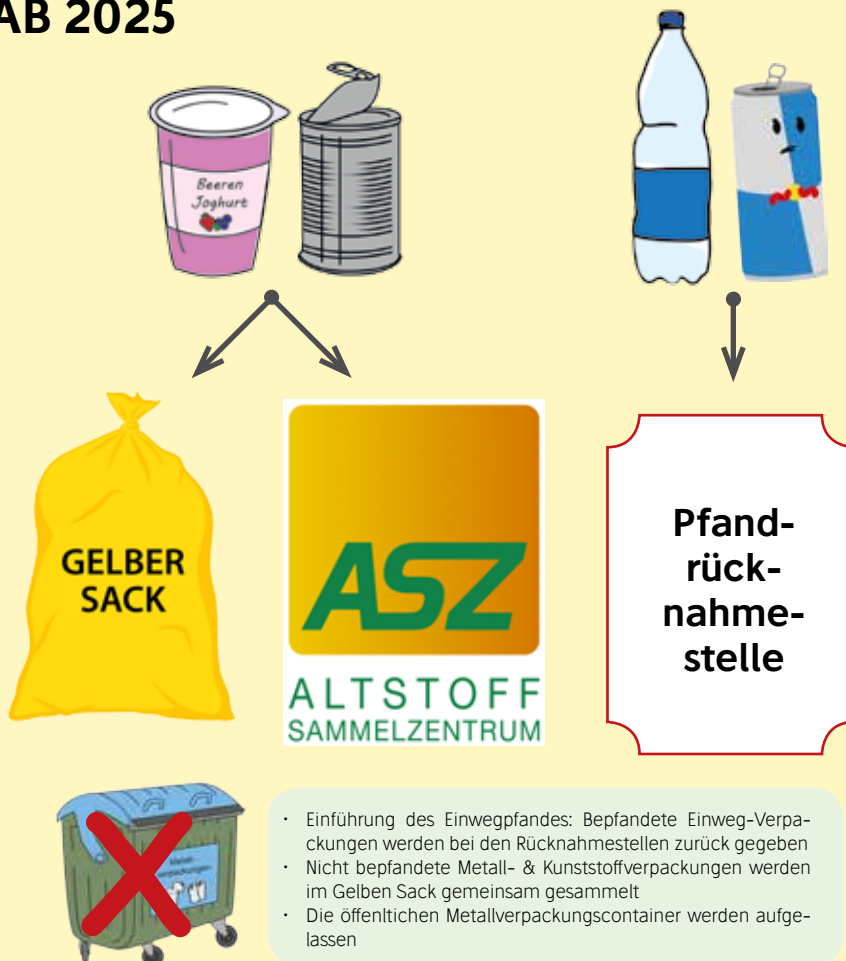 AB 2025
Beeren
Joghurt
GELBER
SACK
ASZ
ALTSTOFF
SAMMELZENTRUM
Pfand-
rück-
nahme-
stelle
Metall-
verpackungen
· Einführung des Einwegpfandes: Bepfandete Einweg-Verpa-
ckungen werden bei den Rücknahmestellen zurück gegeben
· Nicht bepfandete Metall- & Kunststoffverpackungen werden
im Gelben Sack gemeinsam gesammelt
· Die öffenltichen Metallverpackungscontainer werden aufge-
lassen